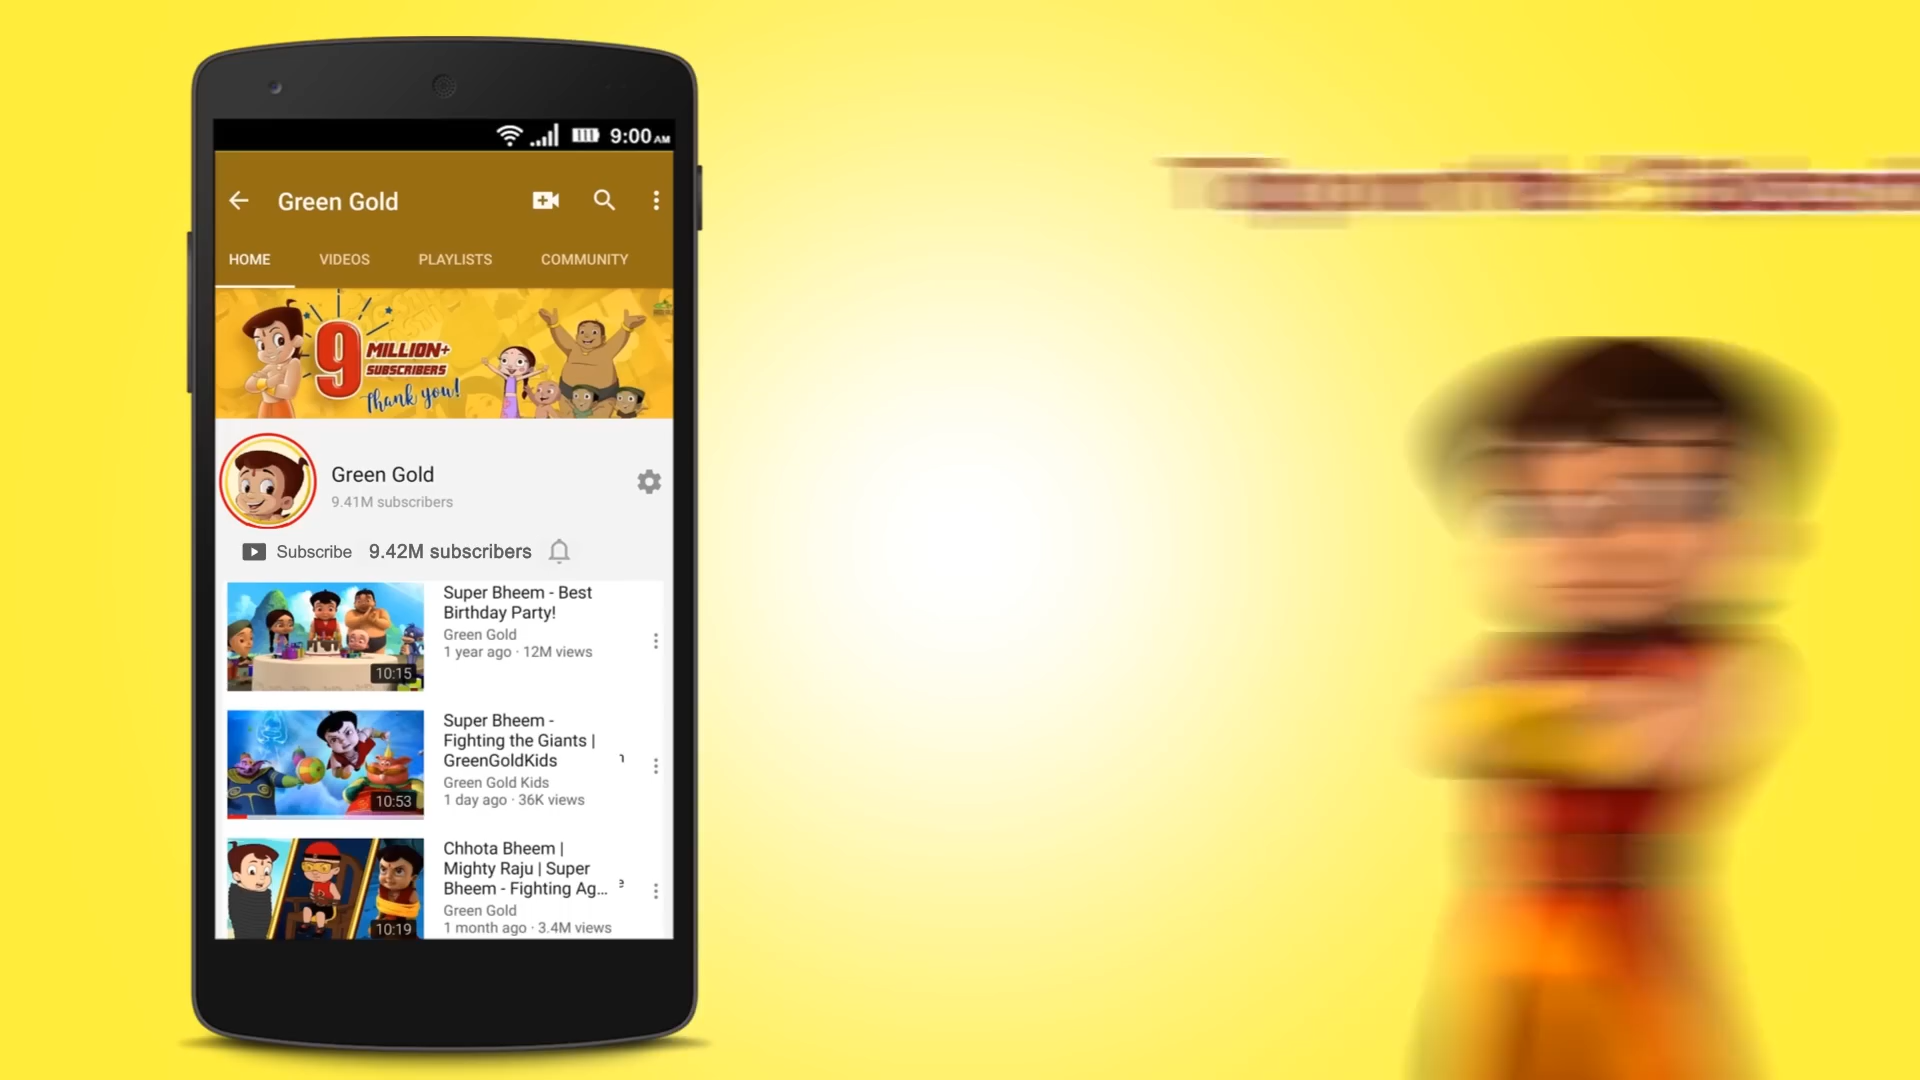 9:00 AM
Green Gold
HOME VIDEOS PLAYLISTS COMMUNITY
9 MILLION+
SUBSCRIBERS
Thank you!
Green Gold
9.41M subscribers
Subscribe 9.42M subscribers
Super Bheem - Best
Birthday Party!
Green Gold
1 year ago · 12M views
10:15
Super Bheem -
Fighting the Giants |
GreenGoldKids
Green Gold Kids
1 day ago · 36K views
10:53
Chhota Bheem |
Mighty Raju | Super
Bheem - Fighting Ag...
Green Gold
1 month ago · 3.4M views
10:19